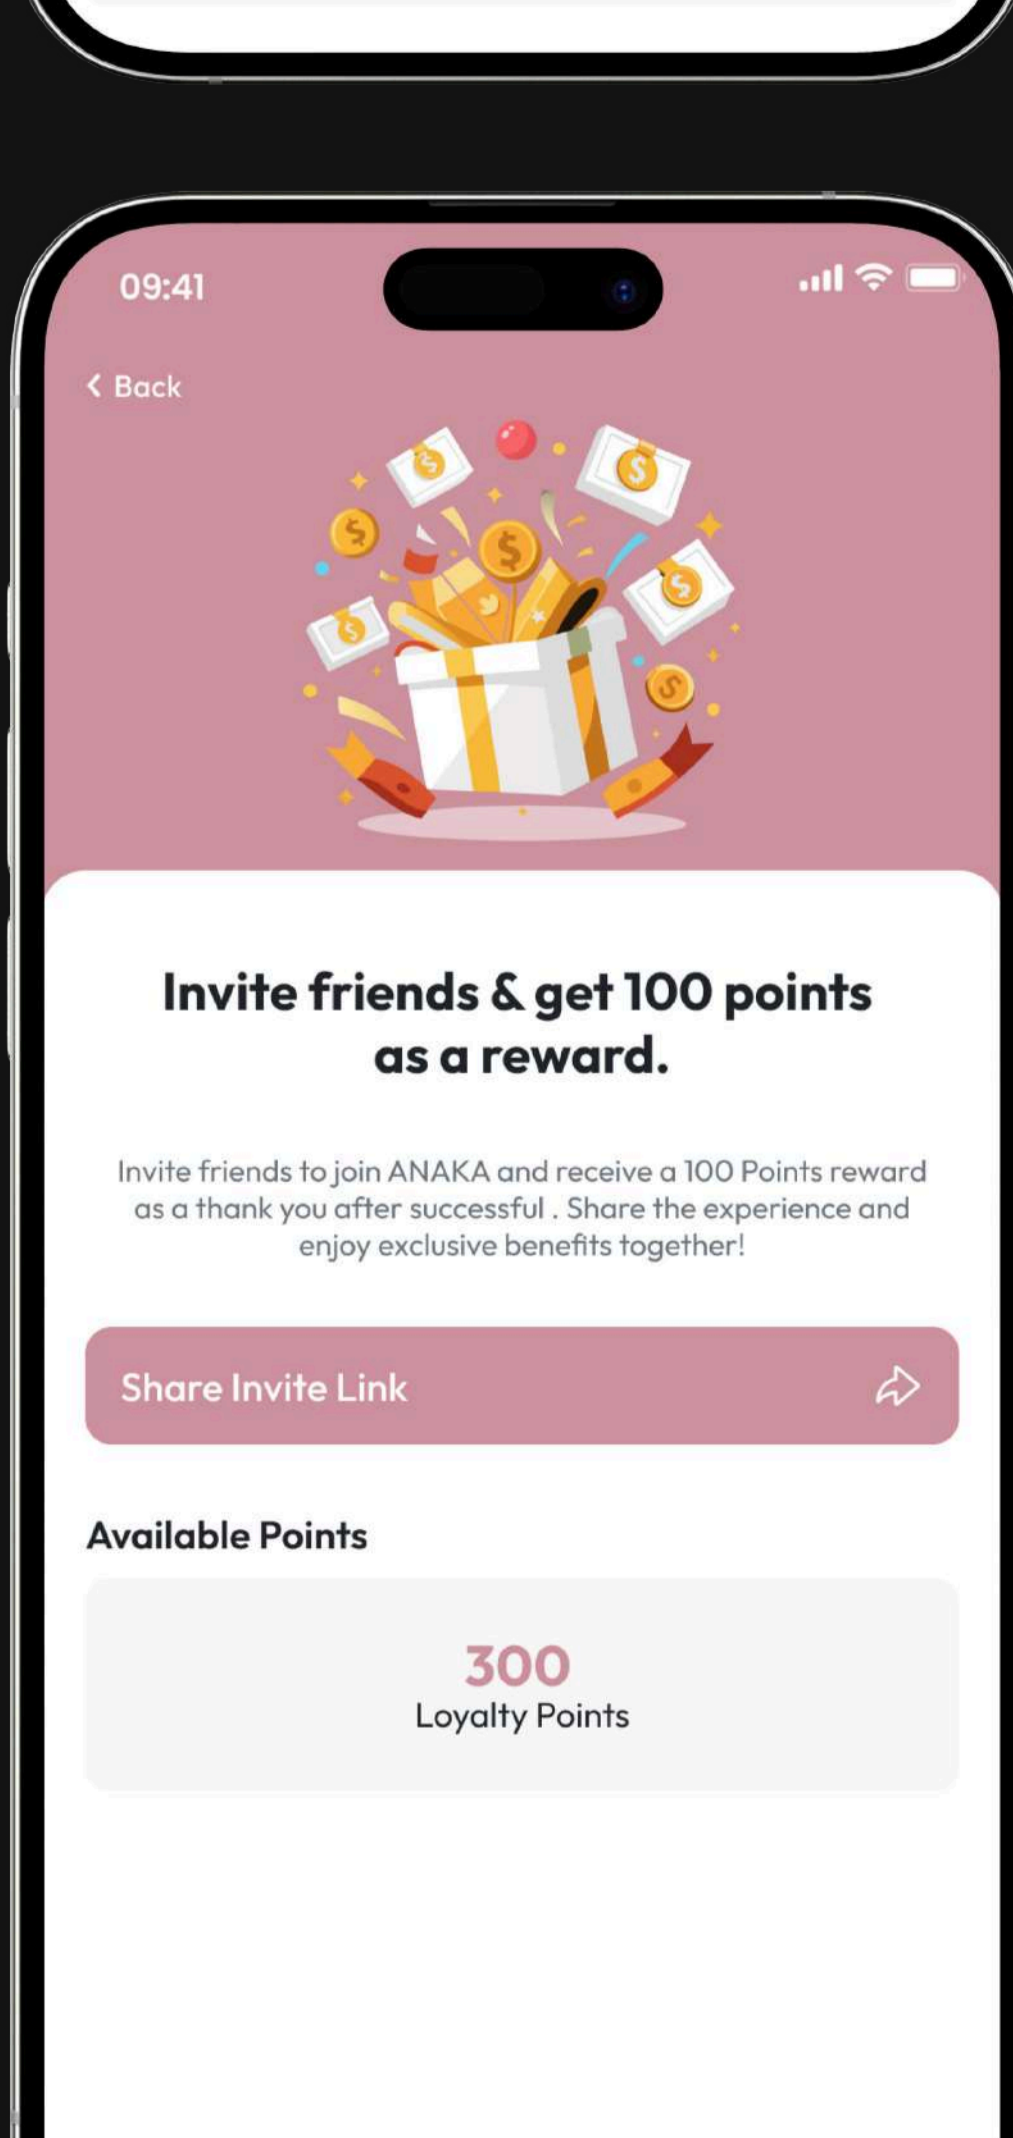 09:41
Back
Invite friends & get 100 points
as a reward.
Invite friends to join ANAKA and receive a 100 Points reward
as a thank you after successful . Share the experience and
enjoy exclusive benefits together!
Share Invite Link
Available Points
300
Loyalty Points